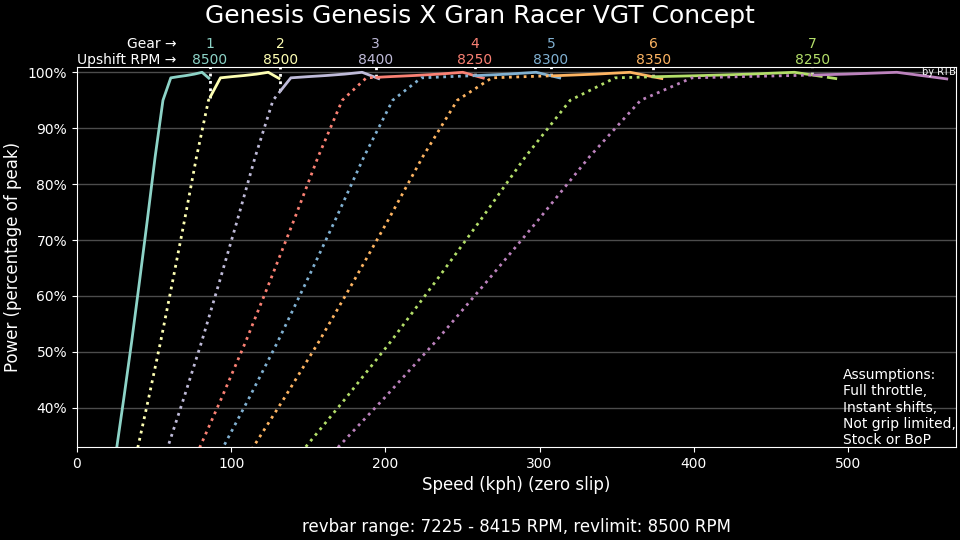 Genesis Genesis X Gran Racer VGT Concept
Gear → 1 2 3 4 5 6 7
Upshift RPM → 8500 8500 8400 8250 8300 8350 8250
by RTB
100%
90%
80%
70%
60%
50%
40%
Power (percentage of peak)
Assumptions:
Full throttle,
Instant shifts,
Not grip limited,
Stock or BoP
0 100 200 300 400 500
Speed (kph) (zero slip)
revbar range: 7225 - 8415 RPM, revlimit: 8500 RPM